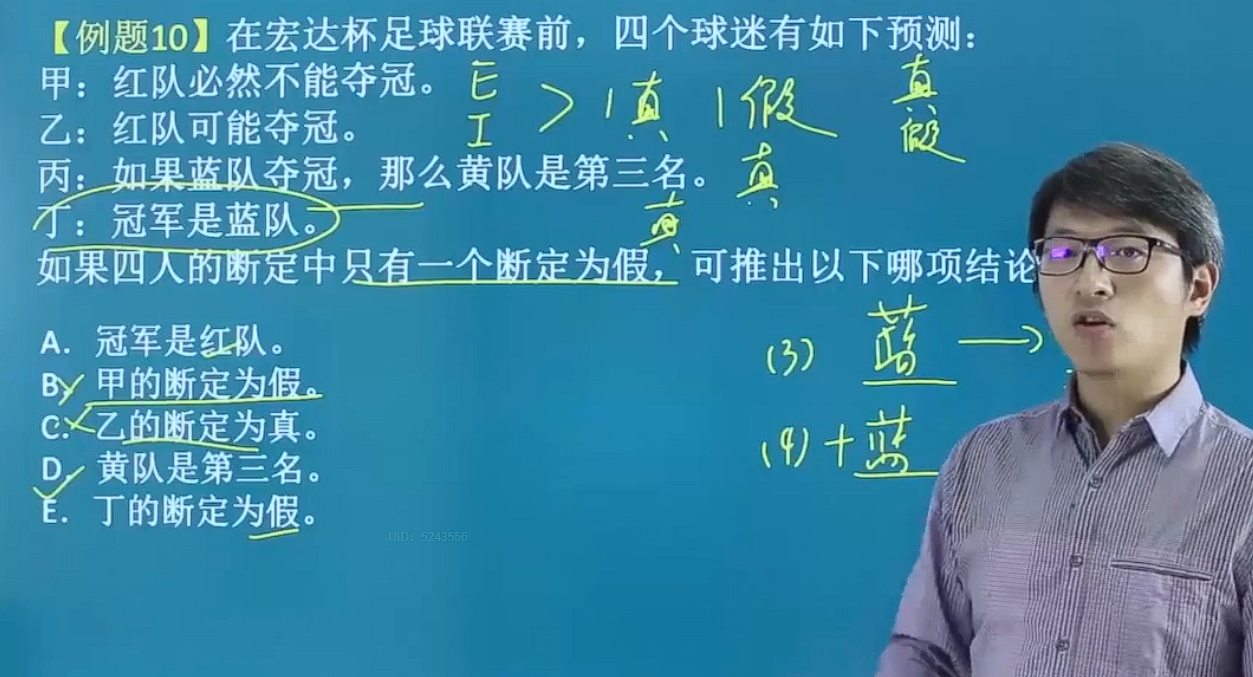 【例题10】在宏达杯足球联赛前，四个球迷有如下预测：
甲：红队必然不能夺冠。 E
乙：红队可能夺冠。 I > 1真 1假 真 假
丙：如果蓝队夺冠，那么黄队是第三名。 真
丁：冠军是蓝队。 真
如果四人的断定中只有一个断定为假，可推出以下哪项结论
A. 冠军是红队。
B. 甲的断定为假。
C. 乙的断定为真。
D. 黄队是第三名。
E. 丁的断定为假。
(3) 蓝 →
(4) + 蓝
UID: 5243556